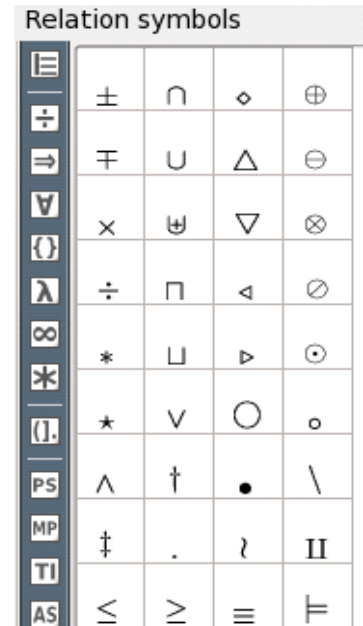 Relation symbols
± ∩ ⋄ ⊕
÷
∓ ∪ △ ⊖
⇒
∀
× ⊎ ▽ ⊗
{}
λ
÷ ⊓ ◃ ⊘
∞
∗ ⊔ ▹ ⊙
*
(].
⋆ ∨ ◯ ∘
PS
∧ † • \
MP
‡ . ≀ ⨿
TI
AS
≤ ≥ ≡ ⊨